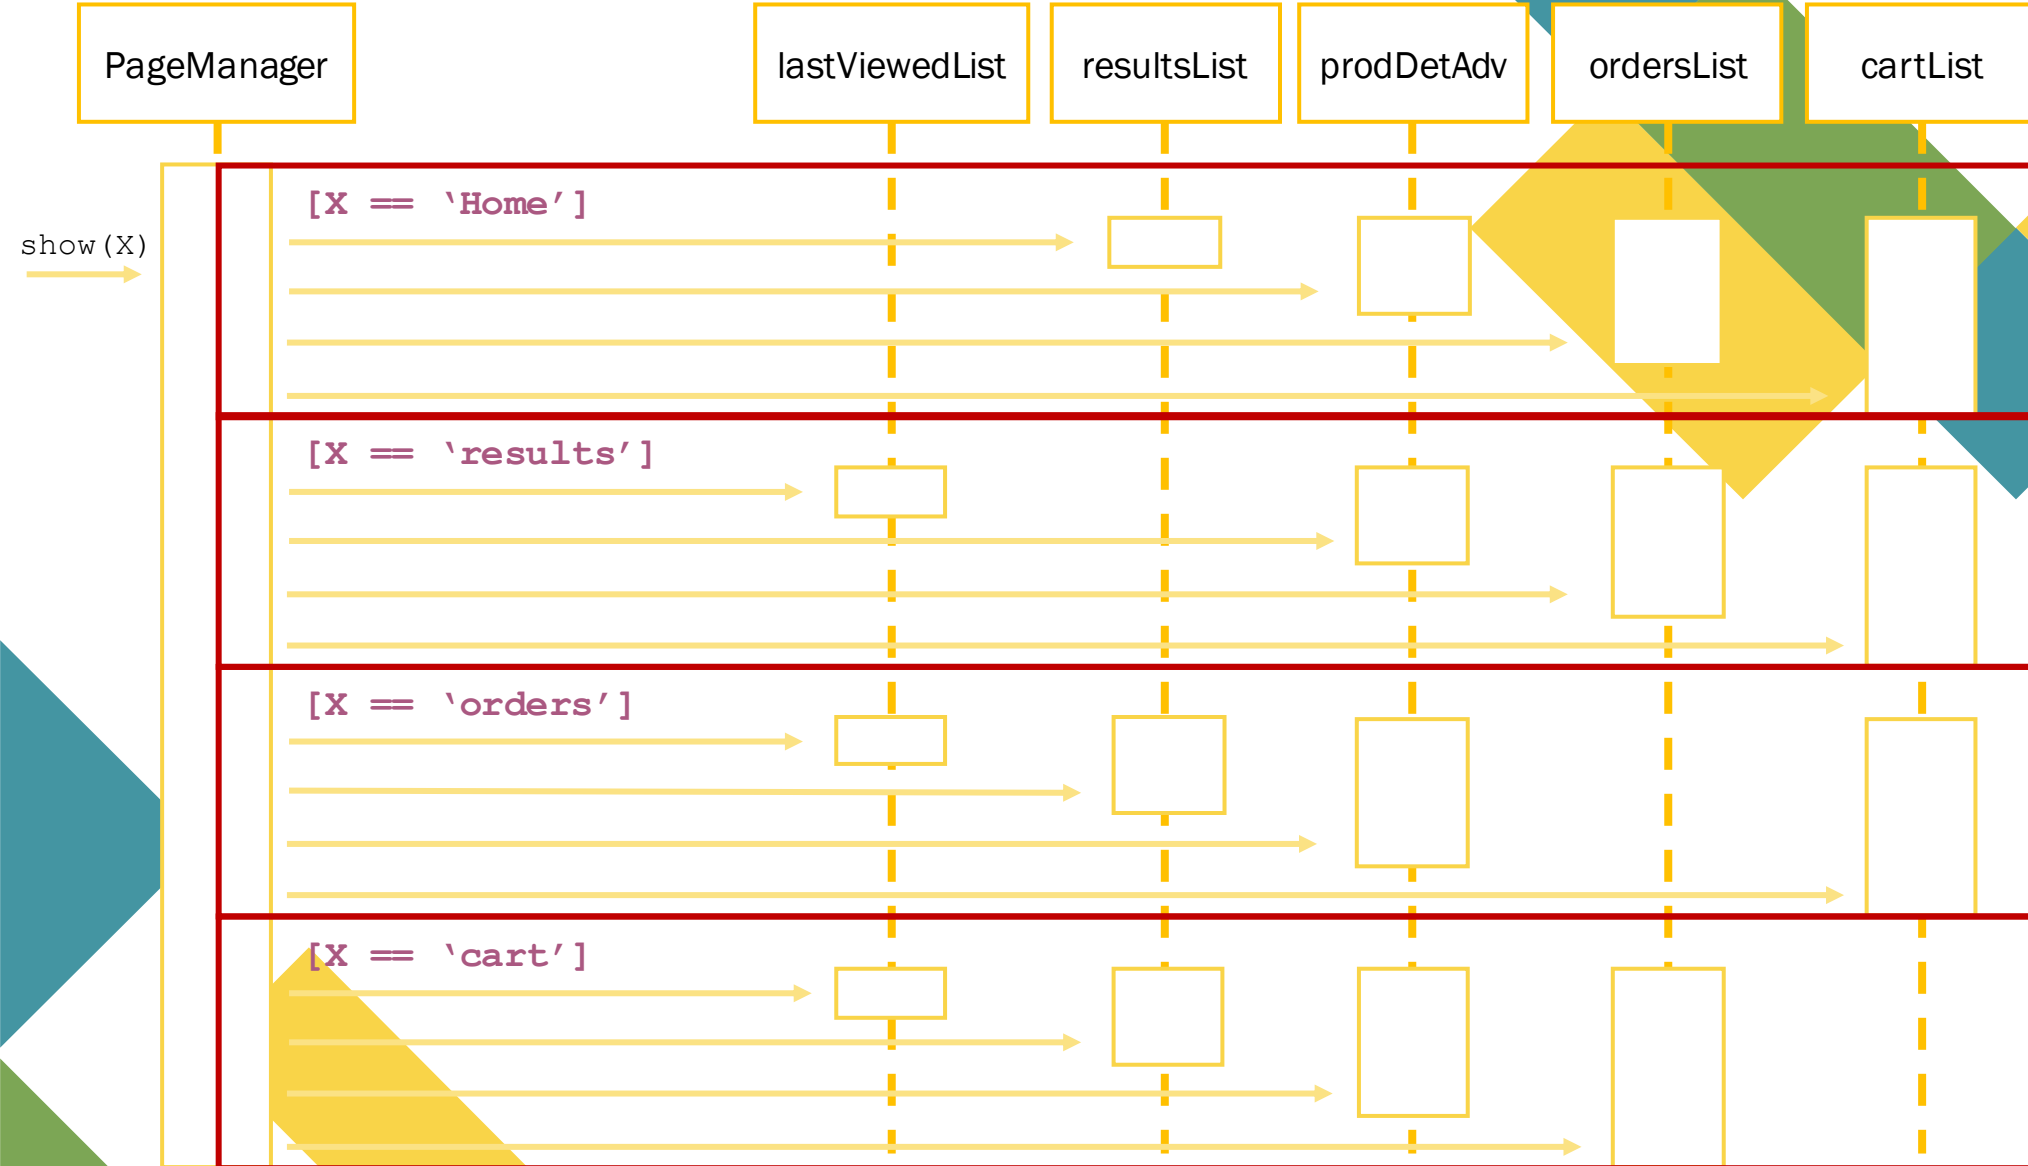 PageManager
lastViewedList
resultsList
prodDetAdv
ordersList
cartList
[X == ‘Home’]
show(X)
[X == ‘results’]
[X == ‘orders’]
[X == ‘cart’]